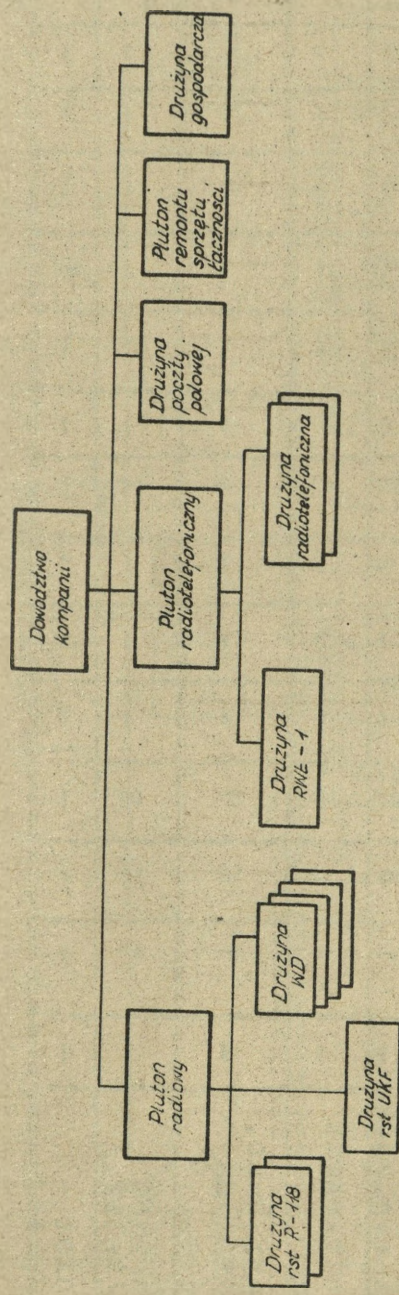 Dowództwo
kompanii
Pluton
radiowy
Pluton
radiotelefoniczny
Drużyna
poczty
polowej
Pluton
remontu
sprzętu
łączności
Drużyna
gospodarcza
Drużyna
rst R-118
Drużyna
rst UKF
Drużyna
WD
Drużyna
RWŁ-1
Drużyna
radiotelefoniczna